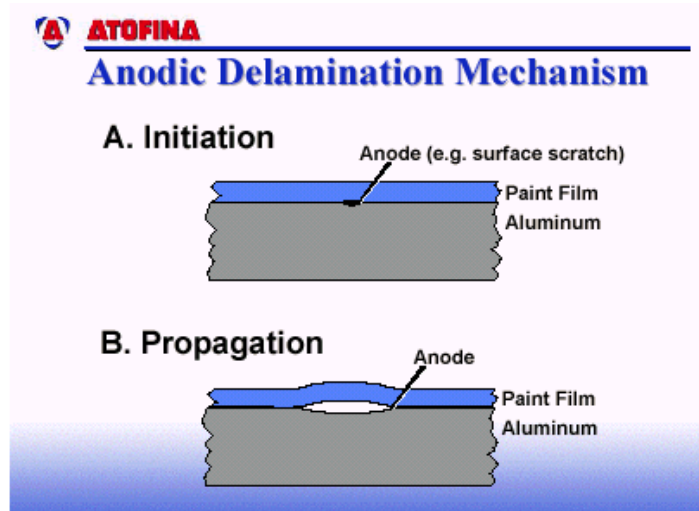 ATOFINA
Anodic Delamination Mechanism
A. Initiation
Anode (e.g. surface scratch)
Paint Film
Aluminum
B. Propagation
Anode
Paint Film
Aluminum